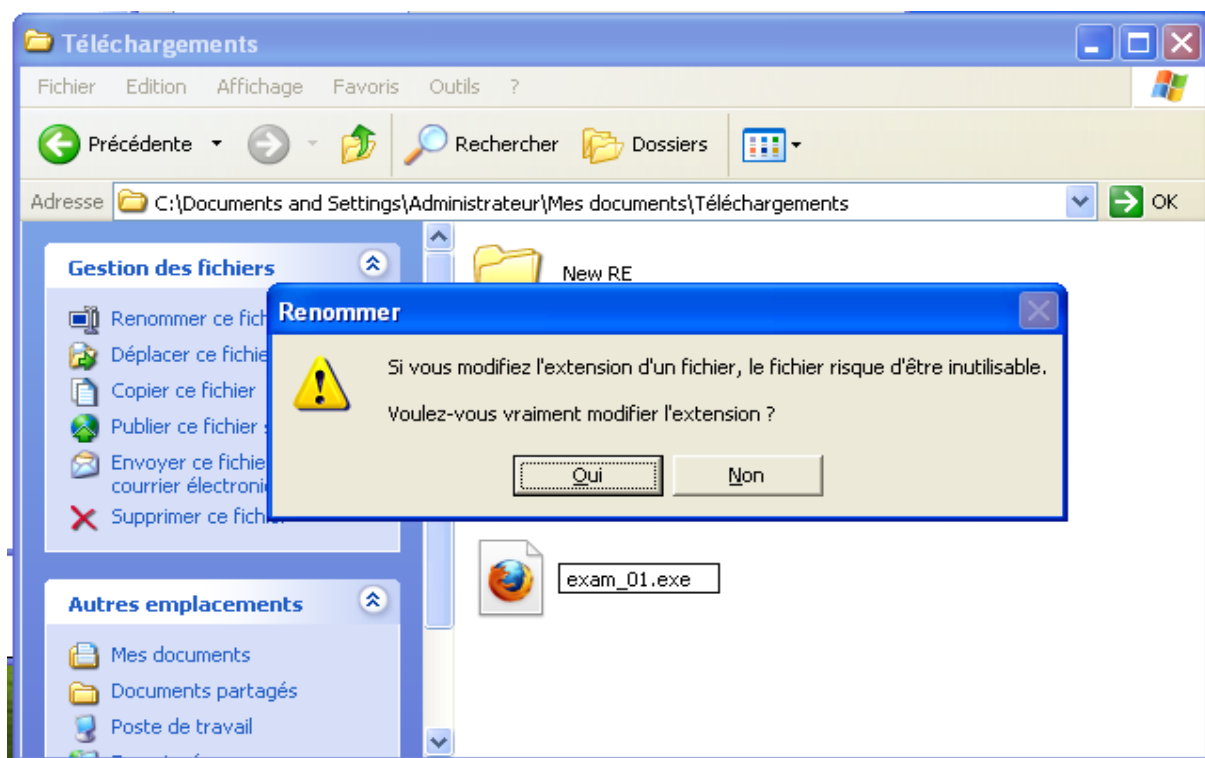 Téléchargements
Fichier Edition Affichage Favoris Outils ?
Précédente Rechercher Dossiers
Adresse C:\Documents and Settings\Administrateur\Mes documents\Téléchargements OK
Gestion des fichiers
New RE
Renommer ce fich
Déplacer ce fichie
Copier ce fichier
Publier ce fichier
Envoyer ce fichie
courrier électroni
Supprimer ce fichier
Renommer
Si vous modifiez l'extension d'un fichier, le fichier risque d'être inutilisable.
Voulez-vous vraiment modifier l'extension ?
Oui Non
exam_01.exe
Autres emplacements
Mes documents
Documents partagés
Poste de travail